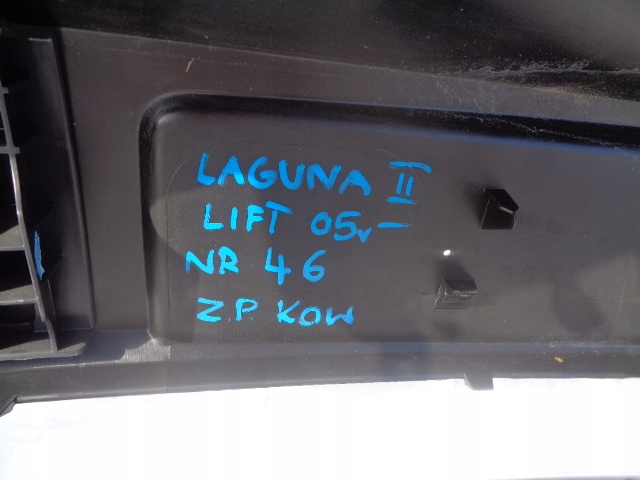 LAGUNA II
LIFT 05r-
NR 46
Z.P KOW